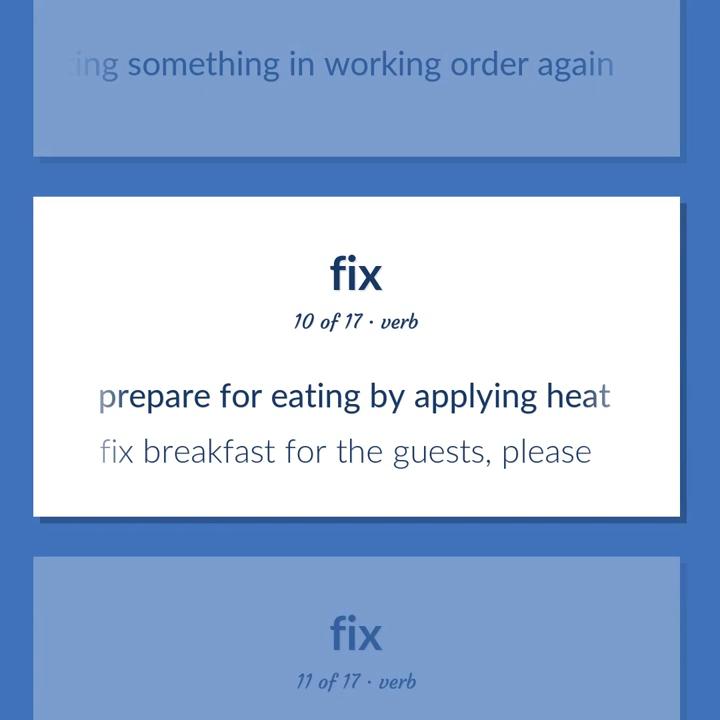 something in working order again
fix
10 of 17 · verb
prepare for eating by applying heat
fix breakfast for the guests, please
fix
11 of 17 · verb